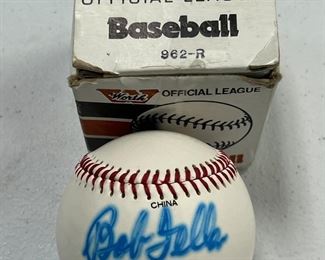 OFFICIAL LEAGUE
Baseball
962-R
Worth
OFFICIAL LEAGUE
CHINA
Bob Feller